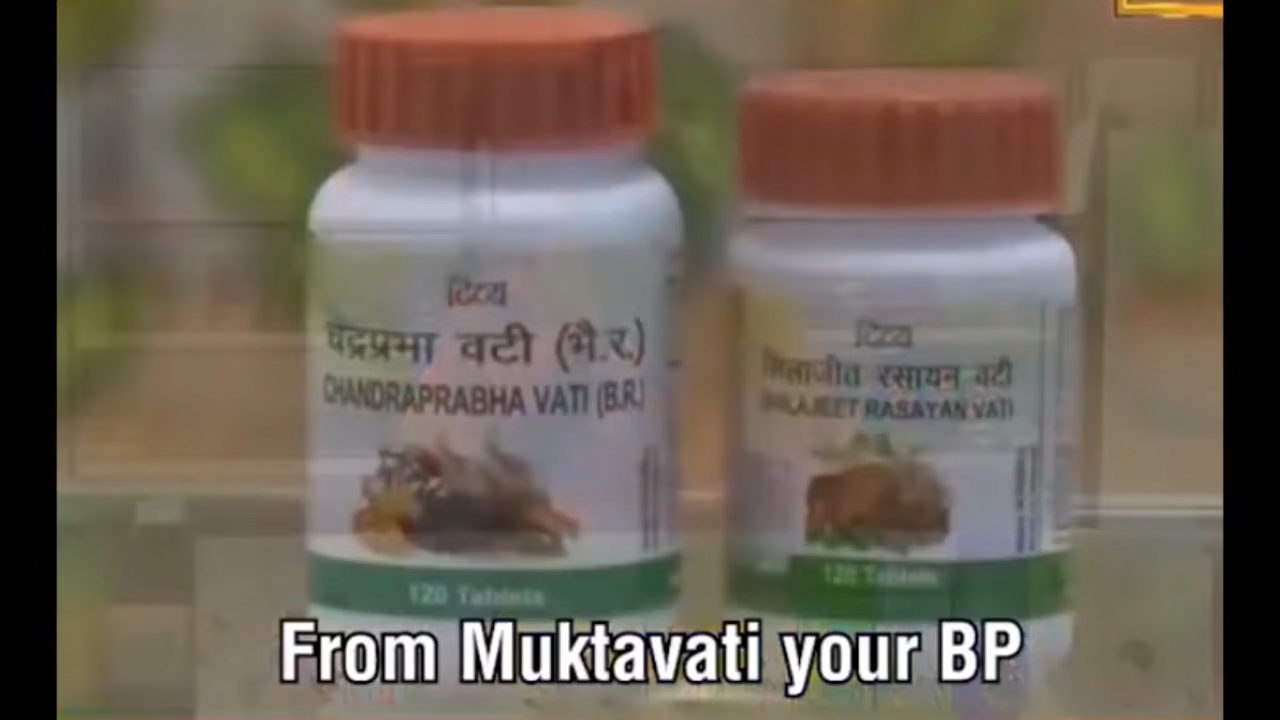 दिव्य
चंद्रप्रभा वटी (भै.र.)
CHANDRAPRABHA VATI (B.R.)
120 Tablets
दिव्य
शिलाजीत रसायन वटी
SHILAJEET RASAYAN VATI
120 Tablets
From Muktavati your BP